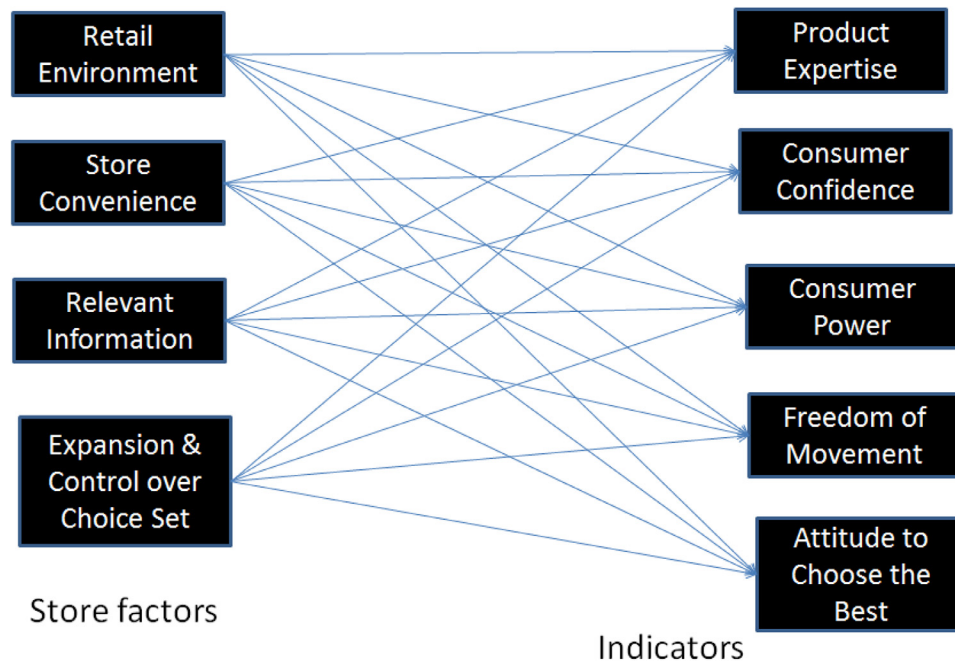 Retail
Environment
Store
Convenience
Relevant
Information
Expansion &
Control over
Choice Set
Store factors
Product
Expertise
Consumer
Confidence
Consumer
Power
Freedom of
Movement
Attitude to
Choose the
Best
Indicators